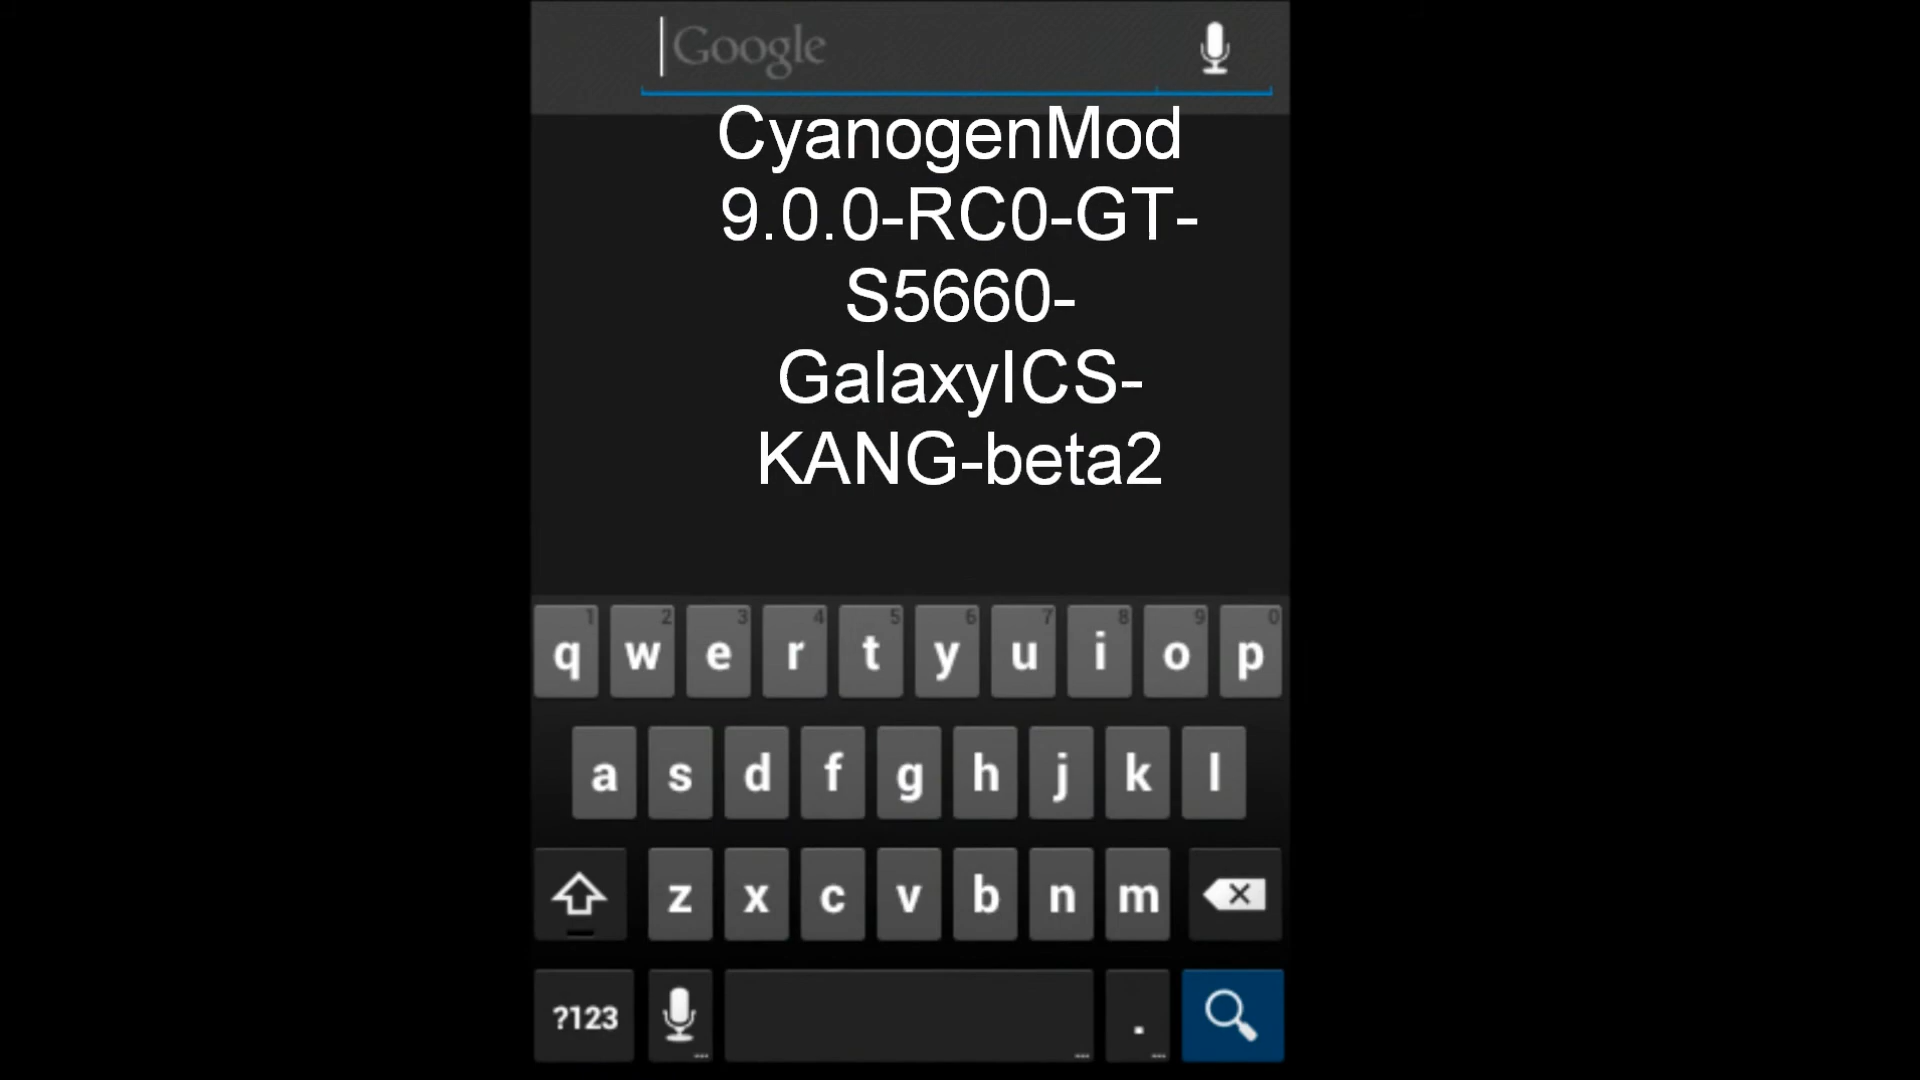 Google
CyanogenMod
9.0.0-RC0-GT-
S5660-
GalaxyICS-
KANG-beta2
1 2 3 4 5 6 7 8 9 0
q w e r t y u i o p
a s d f g h j k l
z x c v b n m
?123 ... ... . ...